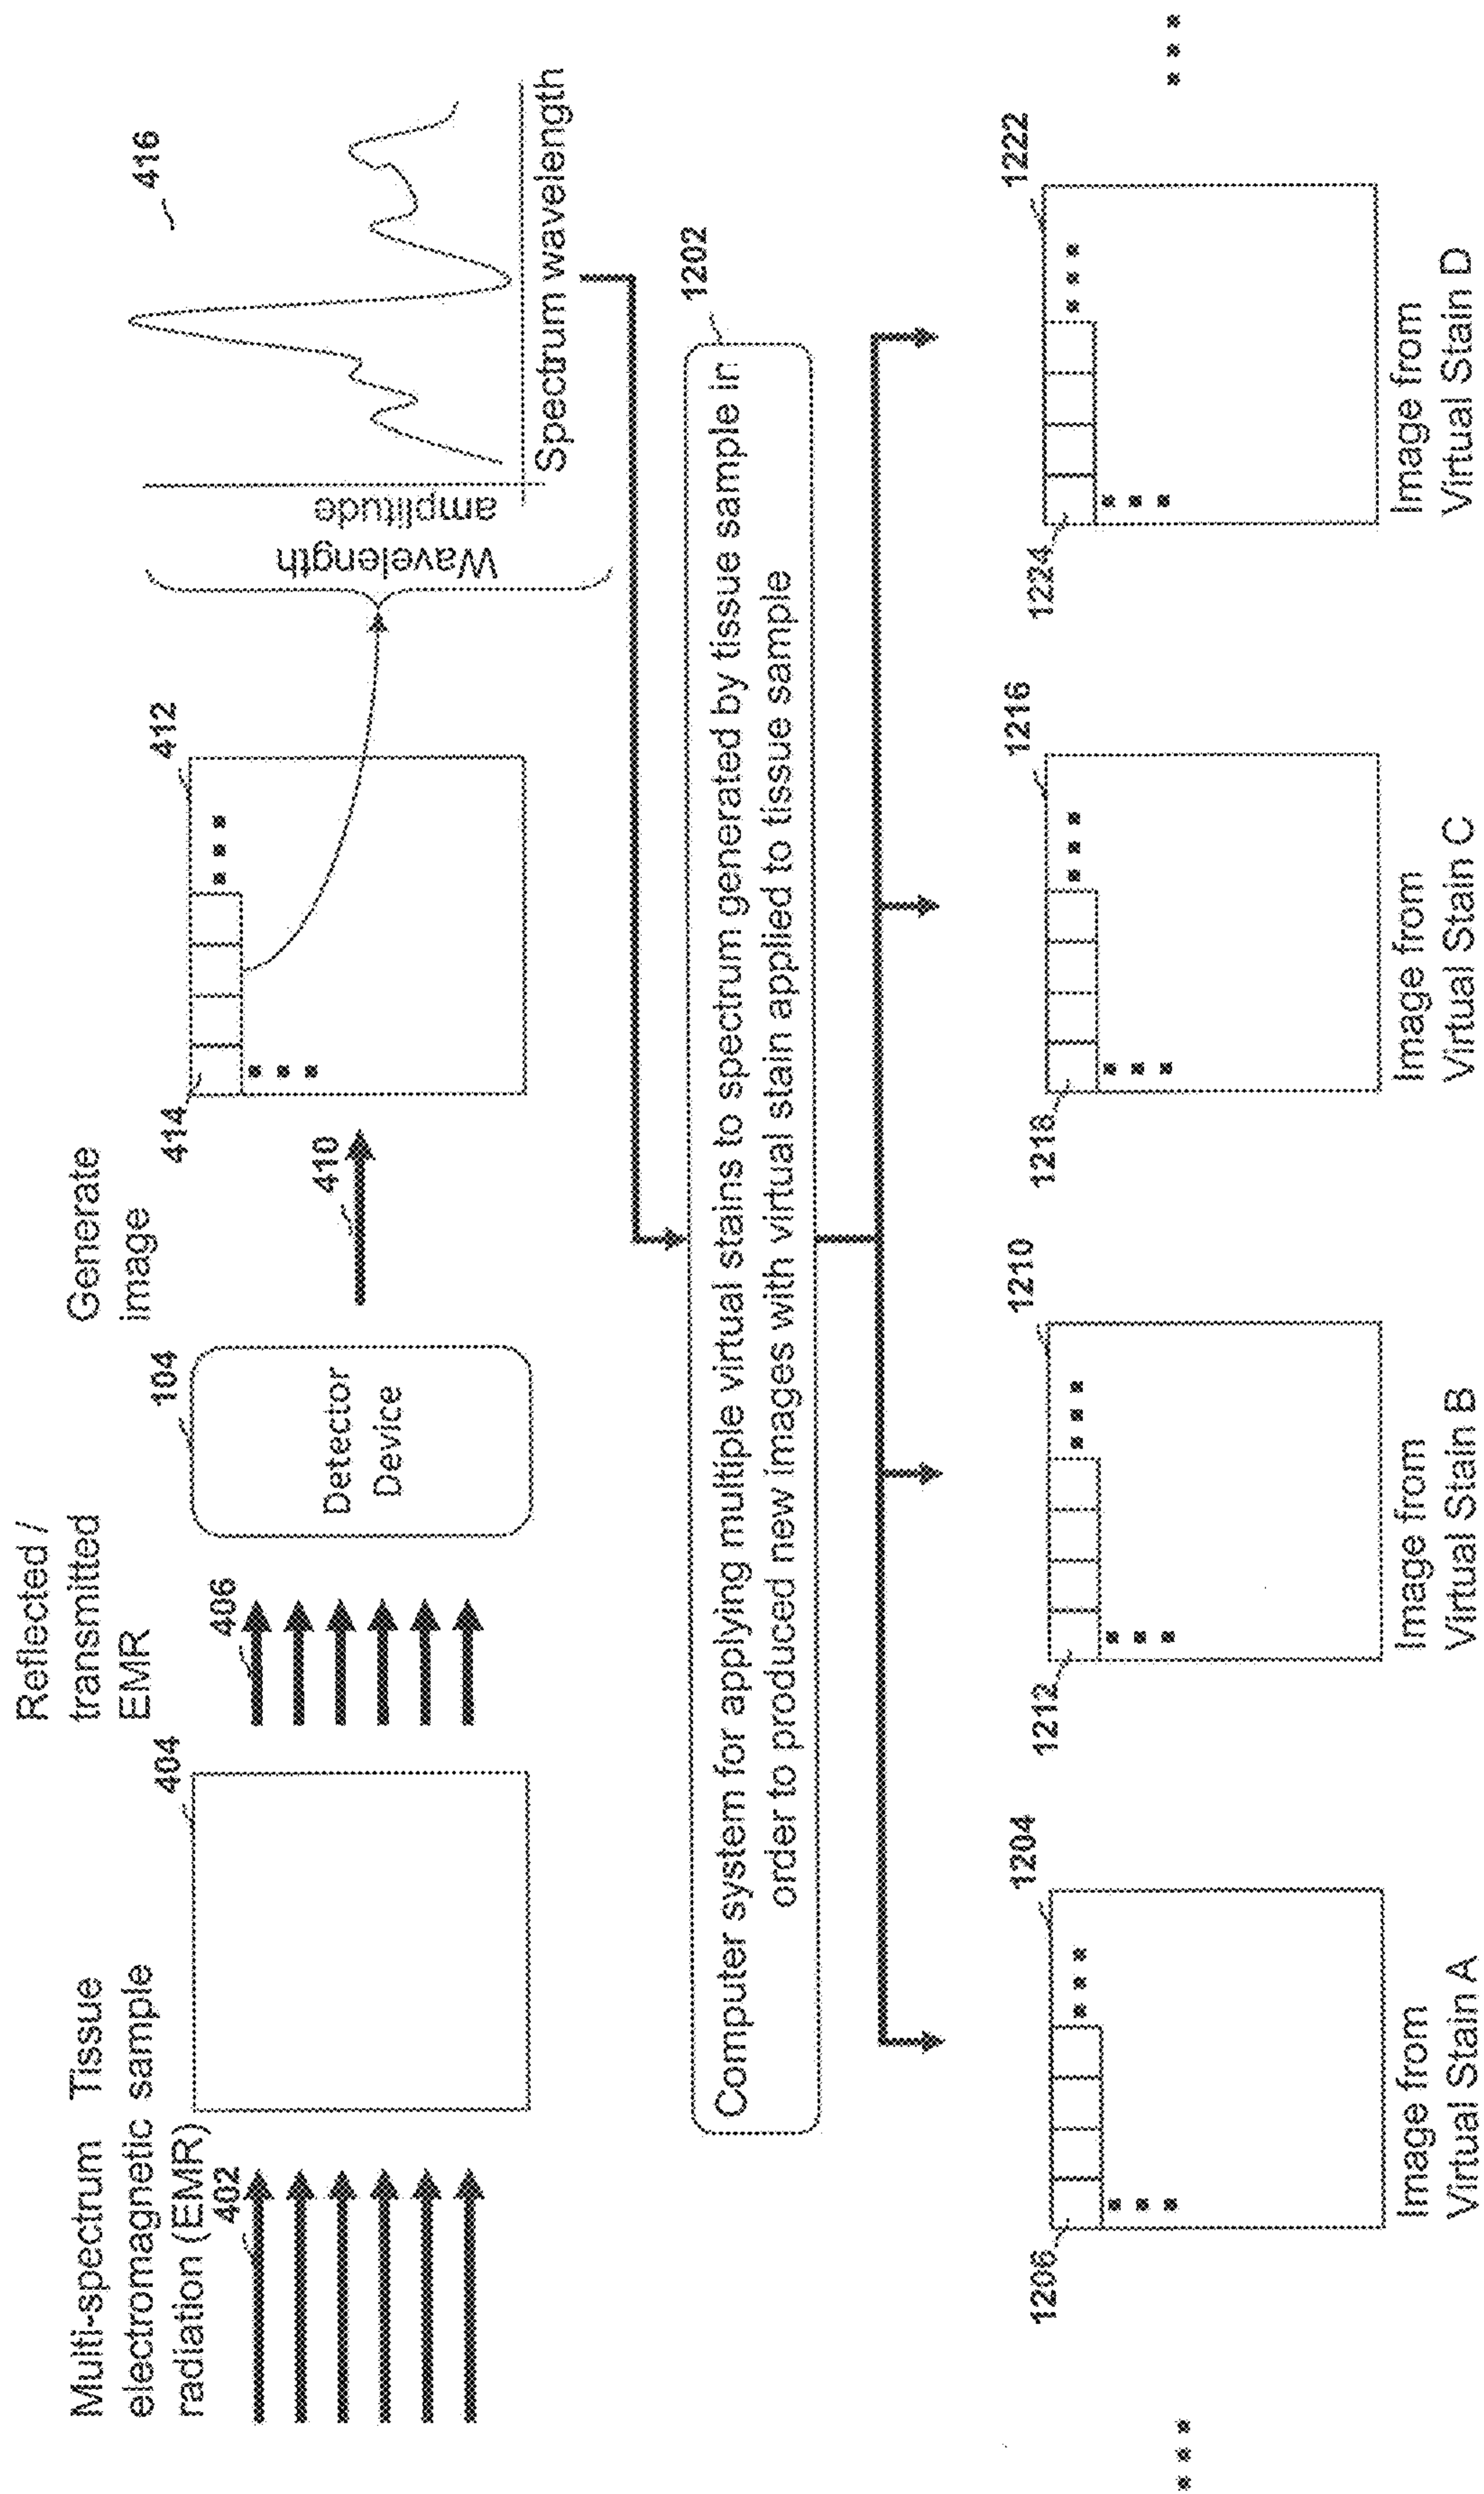 Multi-spectrum
electromagnetic
radiation (EMR)
402
Tissue
sample
404
Reflected /
transmitted
EMR
406
104
Detector
Device
Generate
image
410
414
412
Wavelength
amplitude
416
Spectrum wavelength
1202
Computer system for applying multiple virtual stains to spectrum generated by tissue sample in
order to produced new images with virtual stain applied to tissue sample
1206
1204
Image from
Virtual Stain A
1212
1210
Image from
Virtual Stain B
1218
1216
Image from
Virtual Stain C
1224
1222
Image from
Virtual Stain D